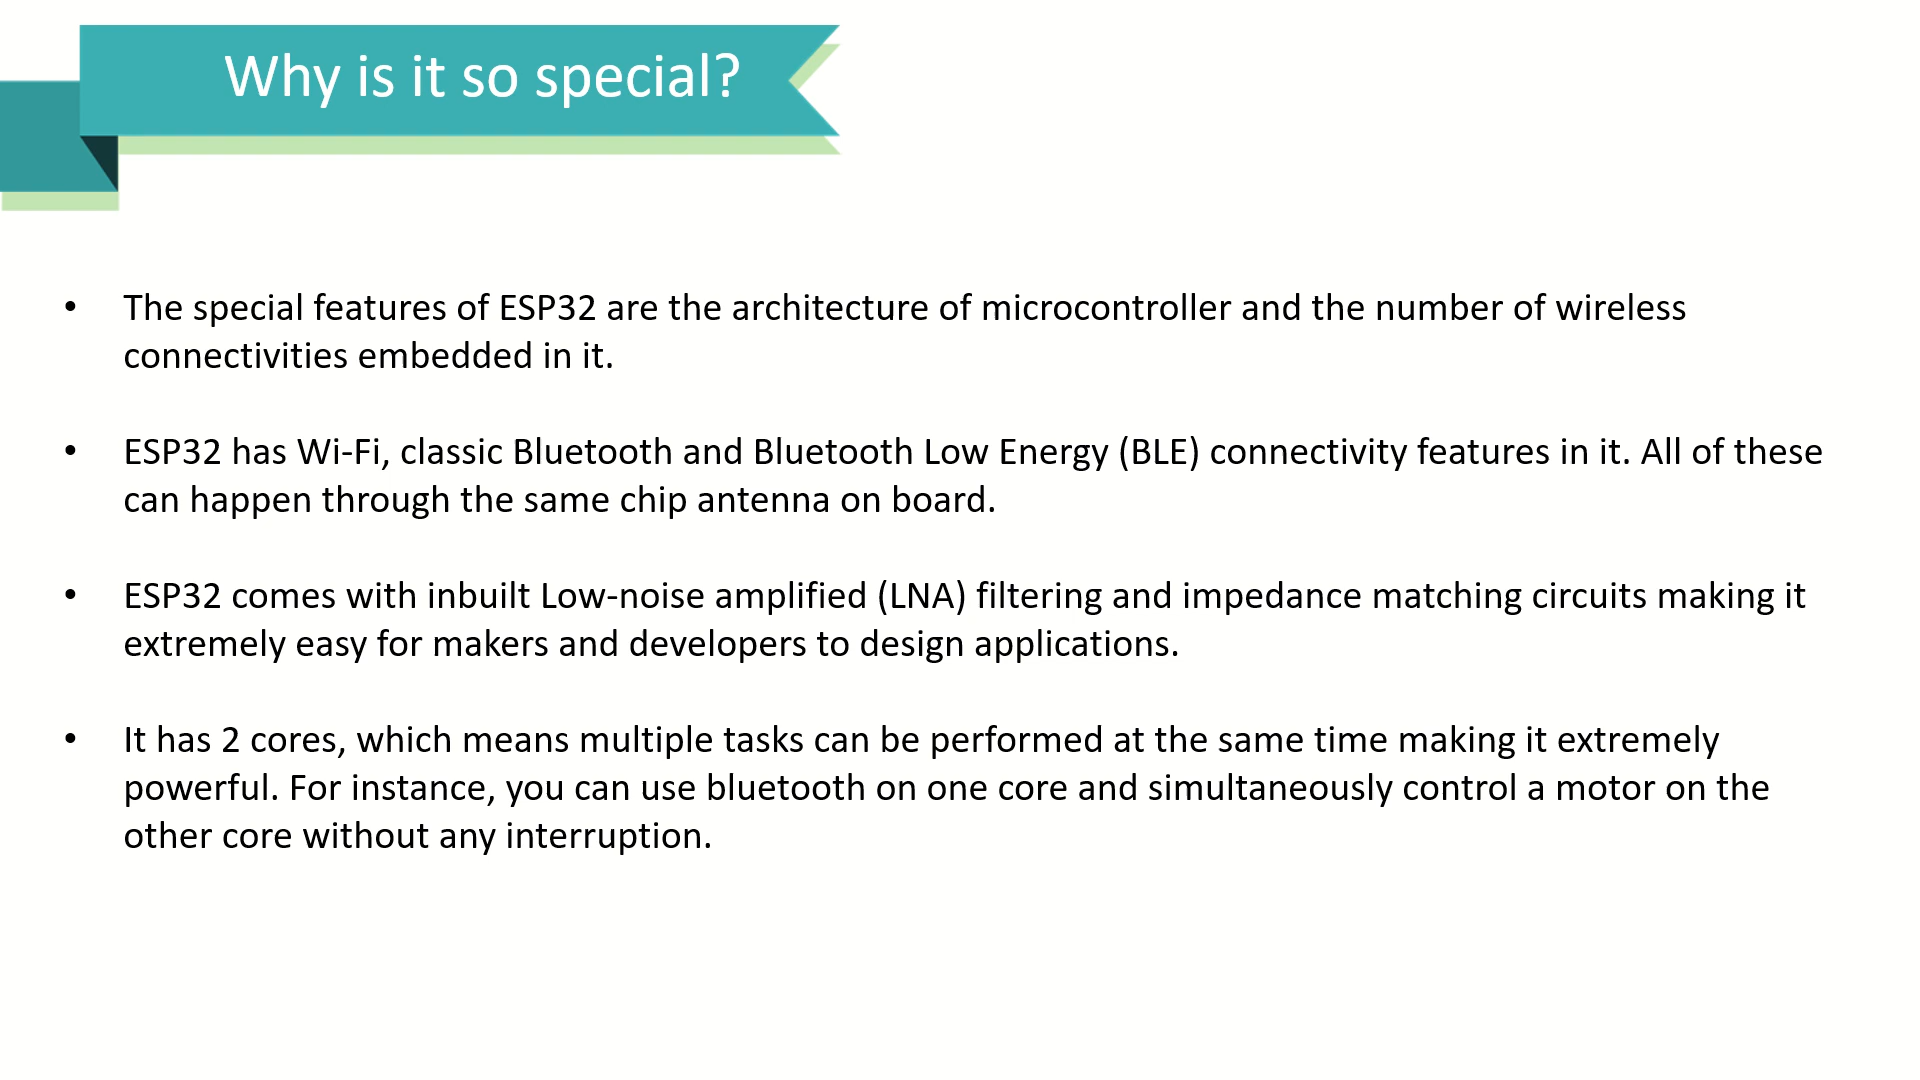 Why is it so special?
• The special features of ESP32 are the architecture of microcontroller and the number of wireless
connectivities embedded in it.
• ESP32 has Wi-Fi, classic Bluetooth and Bluetooth Low Energy (BLE) connectivity features in it. All of these
can happen through the same chip antenna on board.
• ESP32 comes with inbuilt Low-noise amplified (LNA) filtering and impedance matching circuits making it
extremely easy for makers and developers to design applications.
• It has 2 cores, which means multiple tasks can be performed at the same time making it extremely
powerful. For instance, you can use bluetooth on one core and simultaneously control a motor on the
other core without any interruption.